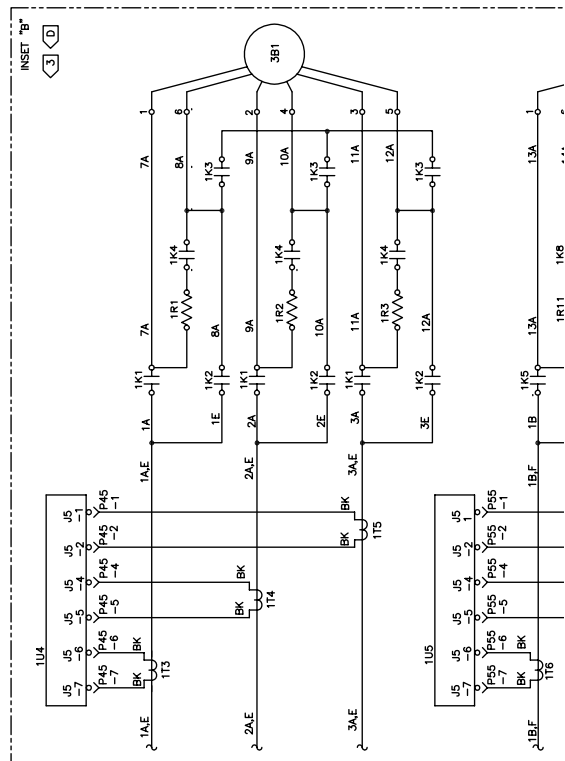 INSET "B"
3
D
3B1
1
6
2
4
3
5
1
7A
8A
9A
10A
11A
12A
13A
1K3
1K3
1K3
1K4
1K4
1K4
1K8
1R1
1R2
1R3
1R11
7A
8A
9A
10A
11A
12A
13A
1K1
1K2
1K1
1K2
1K1
1K2
1K5
1A
1E
2A
2E
3A
3E
1B
1A,E
2A,E
3A,E
1B,F
1U4
J5 -1
P45 -1
J5 -2
P45 -2
J5 -4
P45 -4
J5 -5
P45 -5
J5 -6
P45 -6
J5 -7
P45 -7
BK
BK
1T5
BK
BK
1T4
BK
BK
1T3
1U5
J5 -1
P55 -1
J5 -2
P55 -2
J5 -4
P55 -4
J5 -5
P55 -5
J5 -6
P55 -6
J5 -7
P55 -7
BK
BK
1T6
1A,E
2A,E
3A,E
1B,F